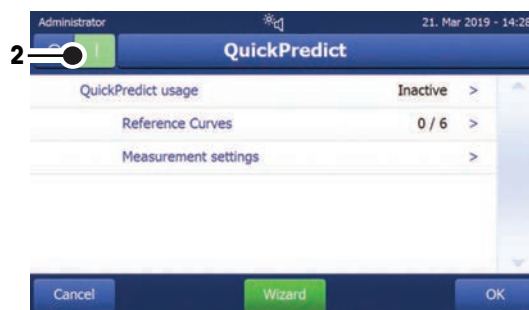 Administrator 21. Mar 2019 - 14:28
2
QuickPredict
QuickPredict usage Inactive >
Reference Curves 0 / 6 >
Measurement settings >
Cancel Wizard OK